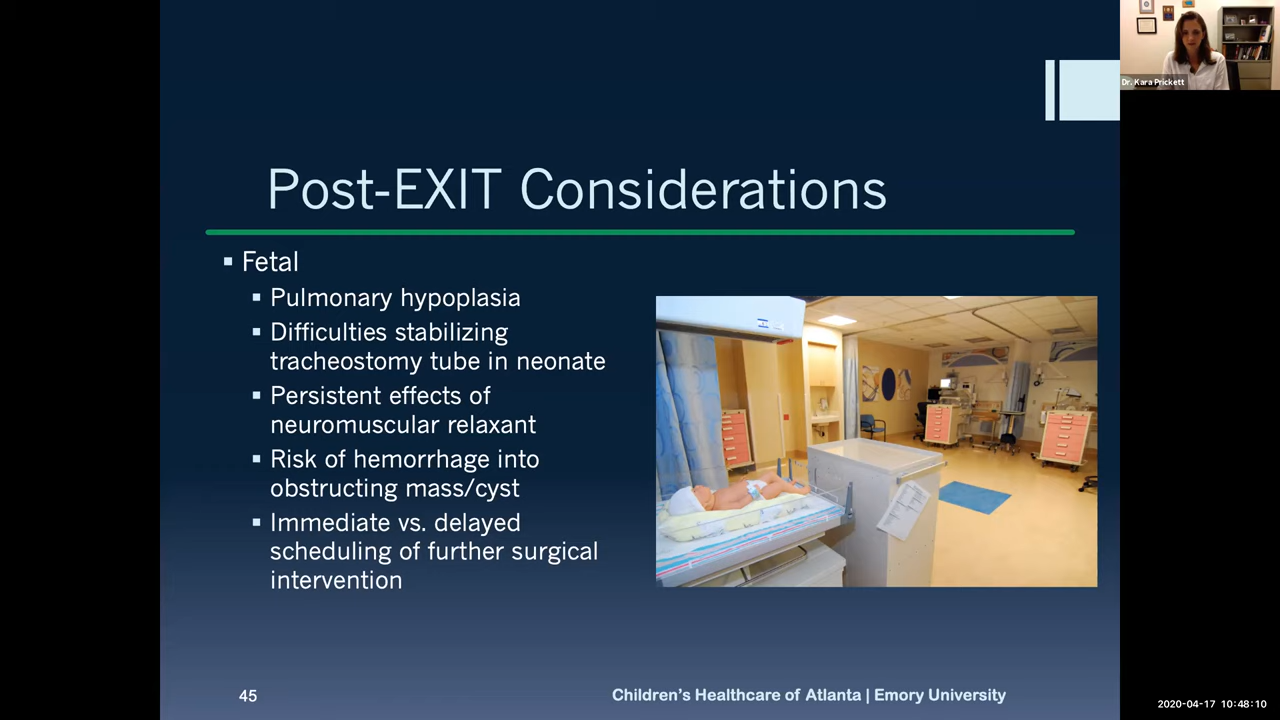 Dr. Kara Prickett
Post-EXIT Considerations
Fetal
Pulmonary hypoplasia
Difficulties stabilizing
tracheostomy tube in neonate
Persistent effects of
neuromuscular relaxant
Risk of hemorrhage into
obstructing mass/cyst
Immediate vs. delayed
scheduling of further surgical
intervention
45
Children's Healthcare of Atlanta | Emory University
2020-04-17 10:48:10